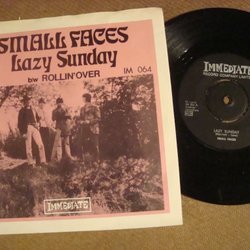 SMALL FACES
Lazy Sunday
b/w ROLLIN'OVER
IM 064
IMMEDIATE
IMMEDIATE
RECORD COMPANY LIMITED
LAZY SUNDAY
SMALL FACES